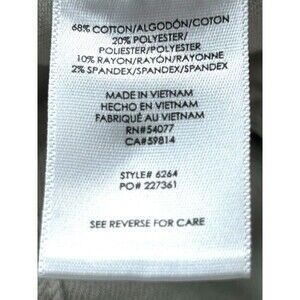 68% COTTON/ALGODÓN/COTON
20% POLYESTER/
POLIESTER/POLYESTER
10% RAYON/RAYÓN/RAYONNE
2% SPANDEX/SPANDEX/SPANDEX
MADE IN VIETNAM
HECHO EN VIETNAM
FABRIQUÉ AU VIETNAM
RN#54077
CA#59814
STYLE# 6264
PO# 227361
SEE REVERSE FOR CARE